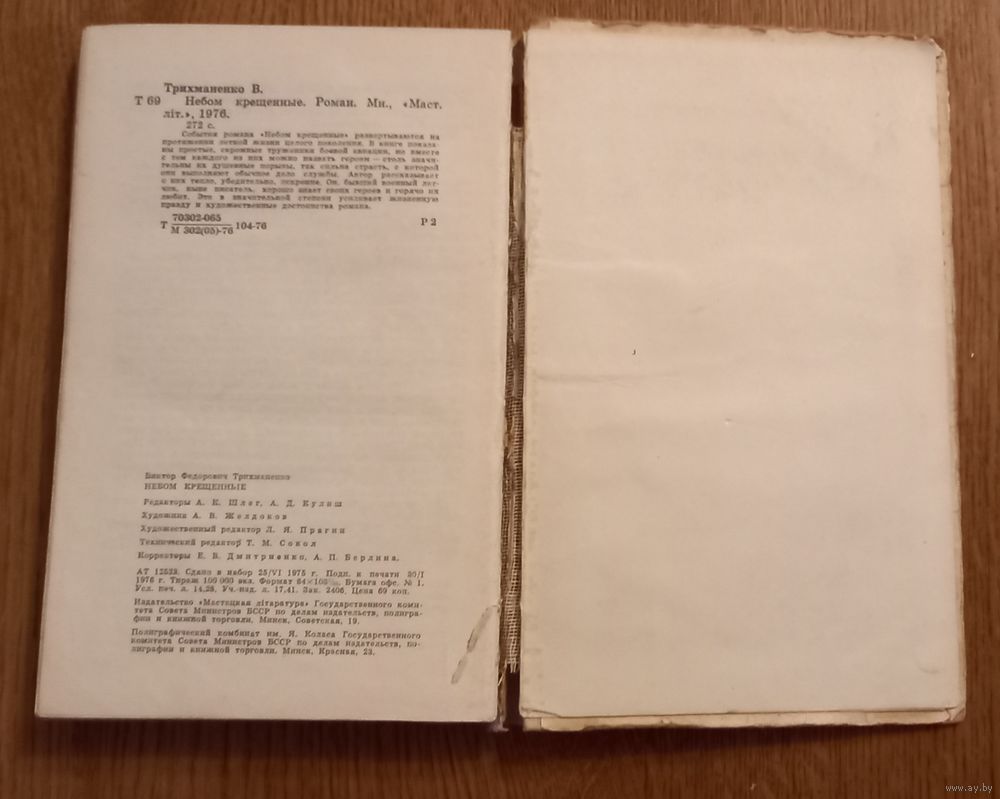 Трихманенко В.
Т 69 Небом крещенные. Роман. Мн., «Маст.
літ.», 1976.
272 с.
События романа «Небом крещенные» развертываются на
протяжении летной жизни целого поколения. В книге показа-
ны простые, скромные труженики боевой авиации, но вместе
с тем каждого из них можно назвать героем — столь значи-
тельны их душевные порывы, так сильна страсть, с которой
они выполняют обычное дело службы. Автор рассказывает
о них тепло, убедительно, искренне. Он, бывший военный лет-
чик, ныне писатель, хорошо знает своих героев и горячо их
любит. Это в значительной степени усиливает жизненную
правду и художественные достоинства романа.
Т 70302-065
М 302(05)-76 104-76 Р 2
Виктор Федорович Трихманенко
НЕБОМ КРЕЩЕННЫЕ
Редакторы А. К. Шлег, А. Д. Кулиш
Художник А. В. Желдоков
Художественный редактор Л. Я. Прагин
Технический редактор Т. М. Сокол
Корректоры Е. В. Дмитриенко, А. П. Берлина.
АТ Сдано в набор 25/VI 1975 г. Подп. к печати 20/I
1976 г. Тираж 100 000 экз. Формат Бумага офс. № 1.
Усл. печ. л. 14,28. Уч.-изд. л. 17,41. Зак. 2406. Цена 69 коп.
Издательство «Мастацкая літаратура» Государственного коми-
тета Совета Министров БССР по делам издательств, полигра-
фии и книжной торговли. Минск, Советская, 19.
Полиграфический комбинат им. Я. Коласа Государственного
комитета Совета Министров БССР по делам издательств, по-
лиграфии и книжной торговли. Минск, Красная, 23.
www.ay.by